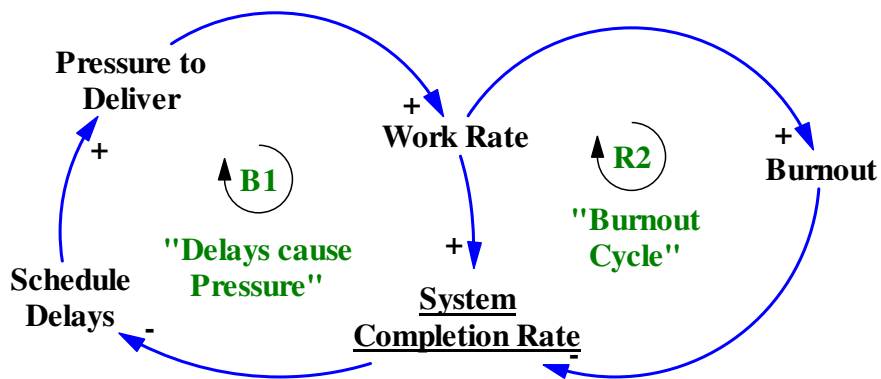 Pressure to
Deliver
+
Work Rate
+
Burnout
+
B1
R2
"Delays cause
Pressure"
"Burnout
Cycle"
+
Schedule
Delays
-
System
Completion Rate
-